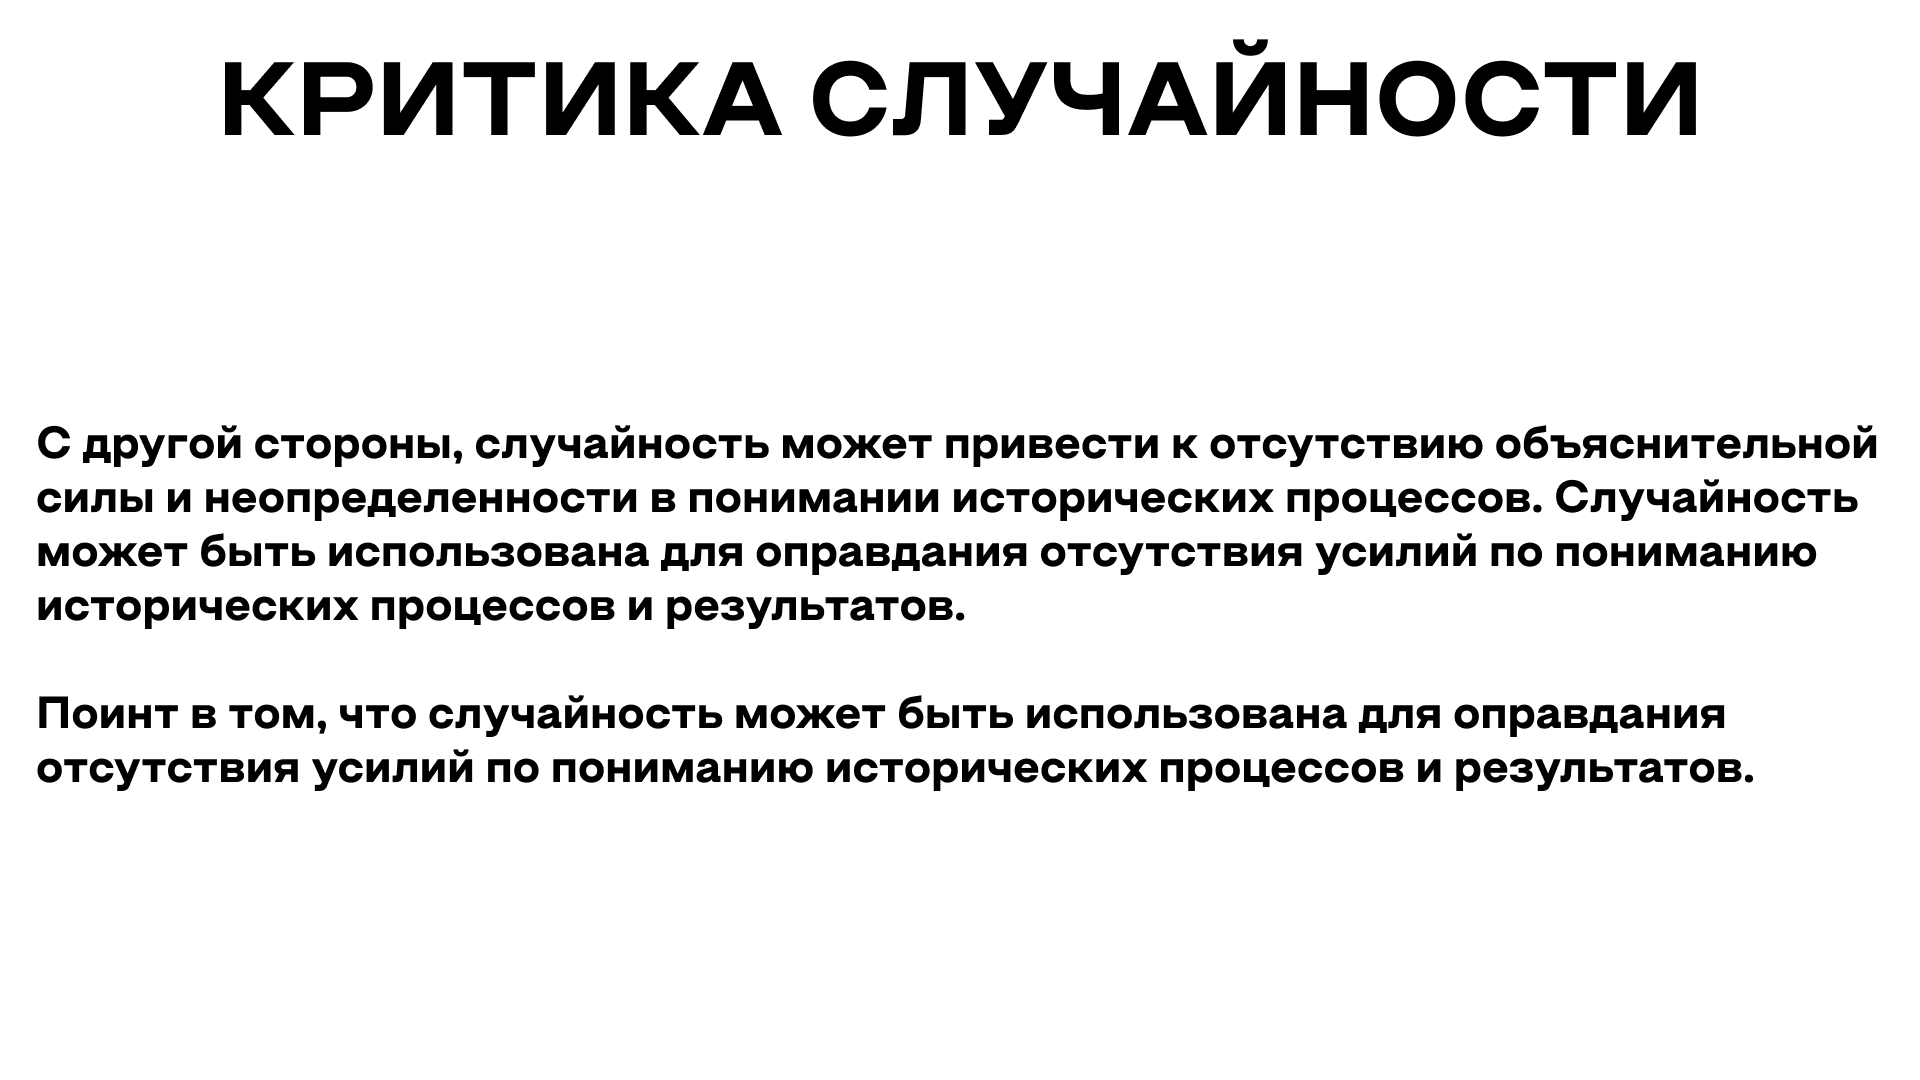 КРИТИКА СЛУЧАЙНОСТИ
С другой стороны, случайность может привести к отсутствию объяснительной
силы и неопределенности в понимании исторических процессов. Случайность
может быть использована для оправдания отсутствия усилий по пониманию
исторических процессов и результатов.
Поинт в том, что случайность может быть использована для оправдания
отсутствия усилий по пониманию исторических процессов и результатов.